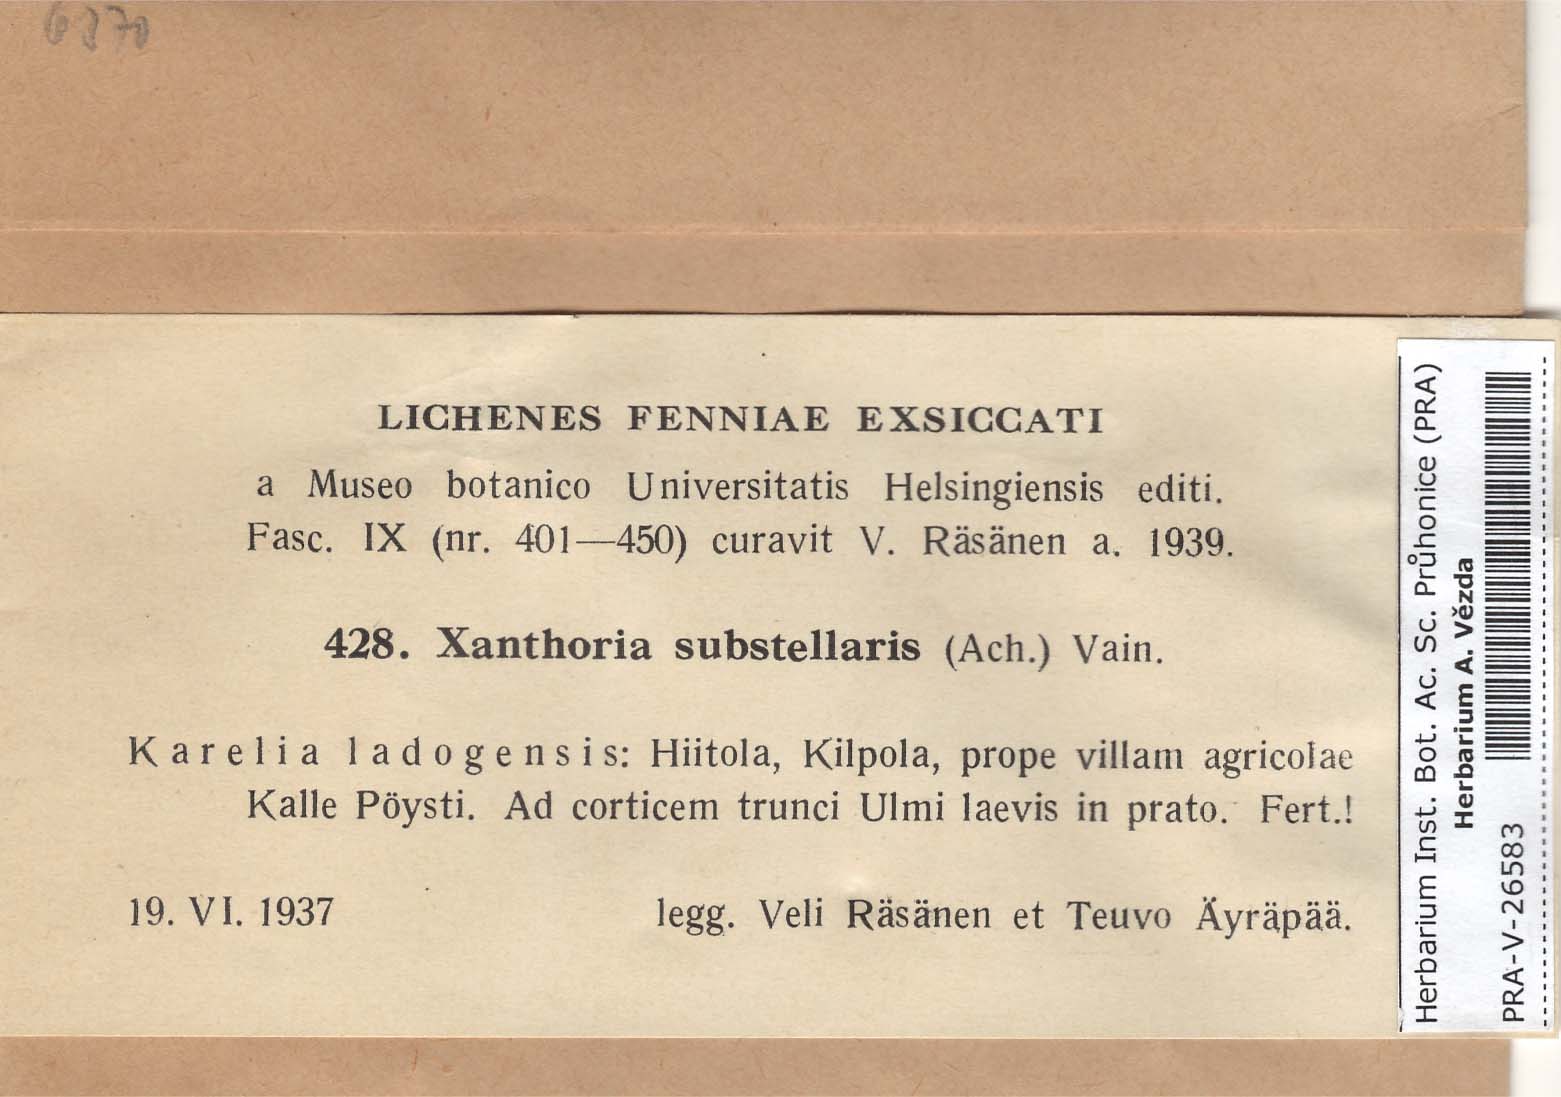 6370
LICHENES FENNIAE EXSICCATI
a Museo botanico Universitatis Helsingiensis editi.
Fasc. IX (nr. 401—450) curavit V. Räsänen a. 1939.
428. Xanthoria substellaris (Ach.) Vain.
Karelia ladogensis: Hiitola, Kilpola, prope villam agricolae
Kalle Pöysti. Ad corticem trunci Ulmi laevis in prato. Fert.!
19. VI. 1937 legg. Veli Räsänen et Teuvo Äyräpää.
Herbarium Inst. Bot. Ac. Sc. Průhonice (PRA)
Herbarium A. Vězda
PRA-V-26583